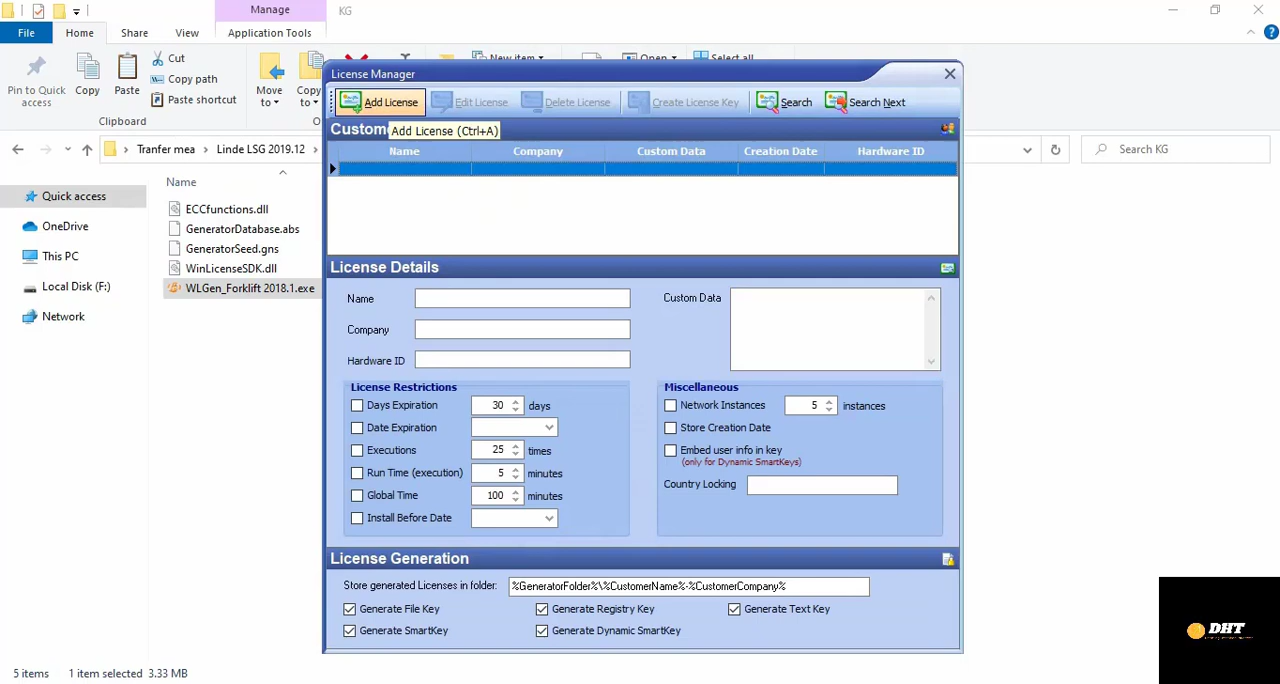 Manage
KG
File
Home
Share
View
Application Tools
Pin to Quick access
Copy
Paste
Cut
Copy path
Paste shortcut
Clipboard
Move to
Copy to
New item
Open
Select all
Tranfer mea
Linde LSG 2019.12
Search KG
Quick access
OneDrive
This PC
Local Disk (F:)
Network
Name
ECCfunctions.dll
GeneratorDatabase.abs
GeneratorSeed.gns
WinLicenseSDK.dll
WLGen_Forklift 2018.1.exe
License Manager
Add License
Edit License
Delete License
Create License Key
Search
Search Next
Add License (Ctrl+A)
Name
Company
Custom Data
Creation Date
Hardware ID
License Details
Name
Company
Hardware ID
Custom Data
License Restrictions
Days Expiration 30 days
Date Expiration
Executions 25 times
Run Time (execution) 5 minutes
Global Time 100 minutes
Install Before Date
Miscellaneous
Network Instances 5 instances
Store Creation Date
Embed user info in key
(only for Dynamic SmartKeys)
Country Locking
License Generation
Store generated Licenses in folder: %GeneratorFolder%\%CustomerName%-%CustomerCompany%
Generate File Key
Generate Registry Key
Generate Text Key
Generate SmartKey
Generate Dynamic SmartKey
5 items
1 item selected 3.33 MB
DHT